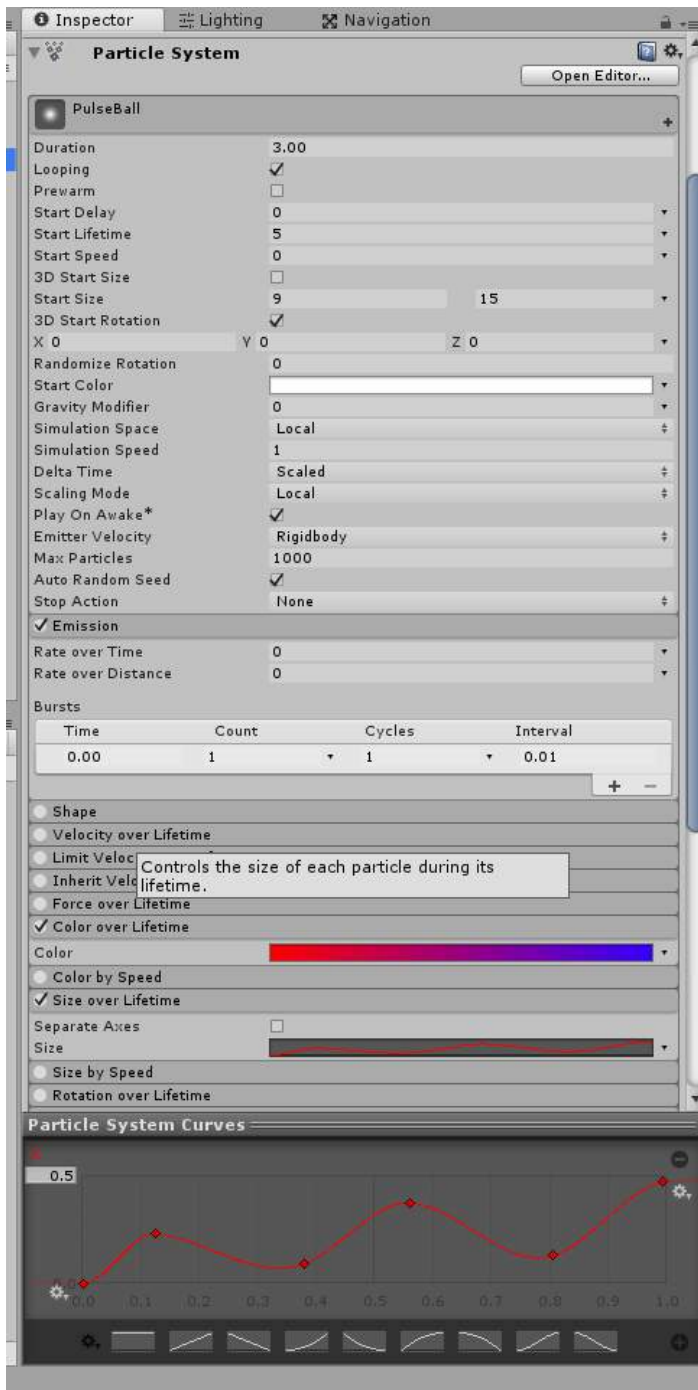 Inspector Lighting Navigation
Particle System
Open Editor...
PulseBall
Duration 3.00
Looping
Prewarm
Start Delay 0
Start Lifetime 5
Start Speed 0
3D Start Size
Start Size 9 15
3D Start Rotation
X 0 Y 0 Z 0
Randomize Rotation 0
Start Color
Gravity Modifier 0
Simulation Space Local
Simulation Speed 1
Delta Time Scaled
Scaling Mode Local
Play On Awake*
Emitter Velocity Rigidbody
Max Particles 1000
Auto Random Seed
Stop Action None
Emission
Rate over Time 0
Rate over Distance 0
Bursts
Time Count Cycles Interval
0.00 1 1 0.01
Shape
Velocity over Lifetime
Limit Veloc
Controls the size of each particle during its
Inherit Velo
lifetime.
Force over Lifetime
Color over Lifetime
Color
Color by Speed
Size over Lifetime
Separate Axes
Size
Size by Speed
Rotation over Lifetime
Particle System Curves
0.5
0.0
0.0 0.1 0.2 0.3 0.4 0.5 0.6 0.7 0.8 0.9 1.0